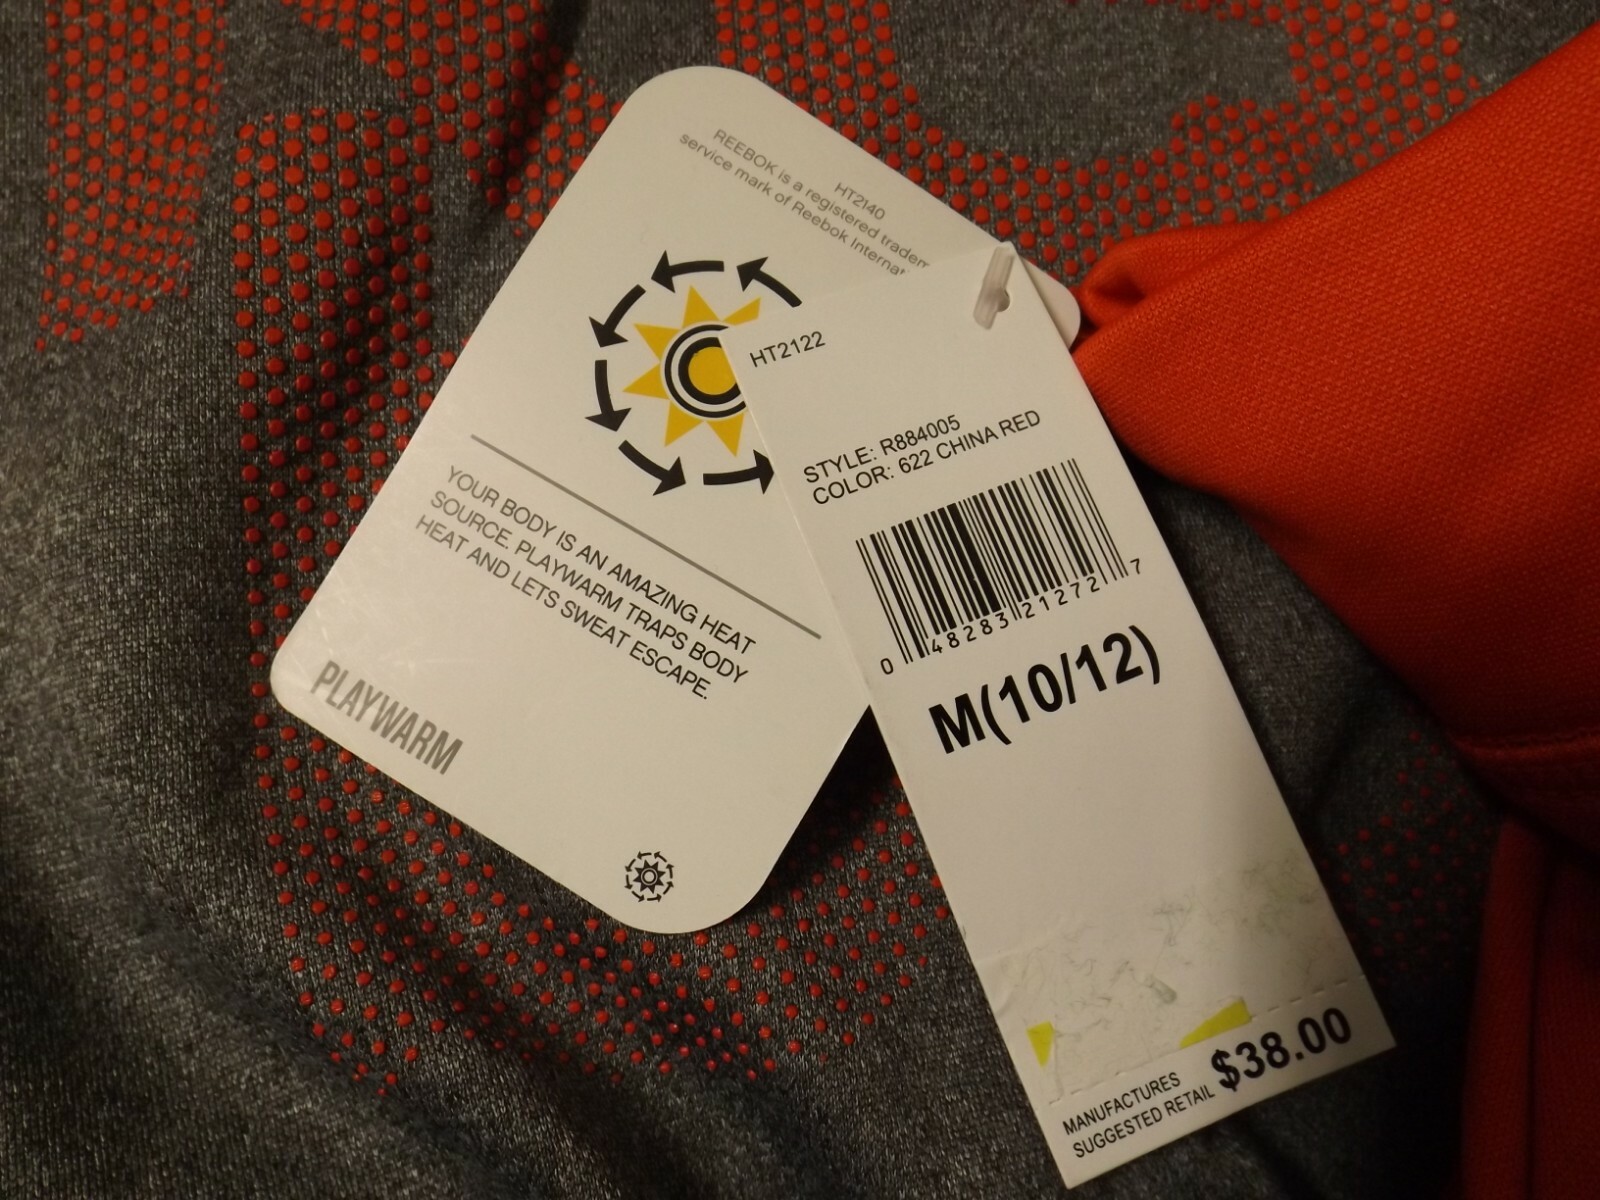 HT2140
REEBOK is a registered
service mark of Reebok
YOUR BODY IS AN AMAZING HEAT
SOURCE. PLAYWARM TRAPS BODY
HEAT AND LETS SWEAT ESCAPE.
PLAYWARM
HT2122
STYLE: R884005
COLOR: 622 CHINA RED
0 48283 21272 7
M(10/12)
MANUFACTURES
SUGGESTED RETAIL $38.00